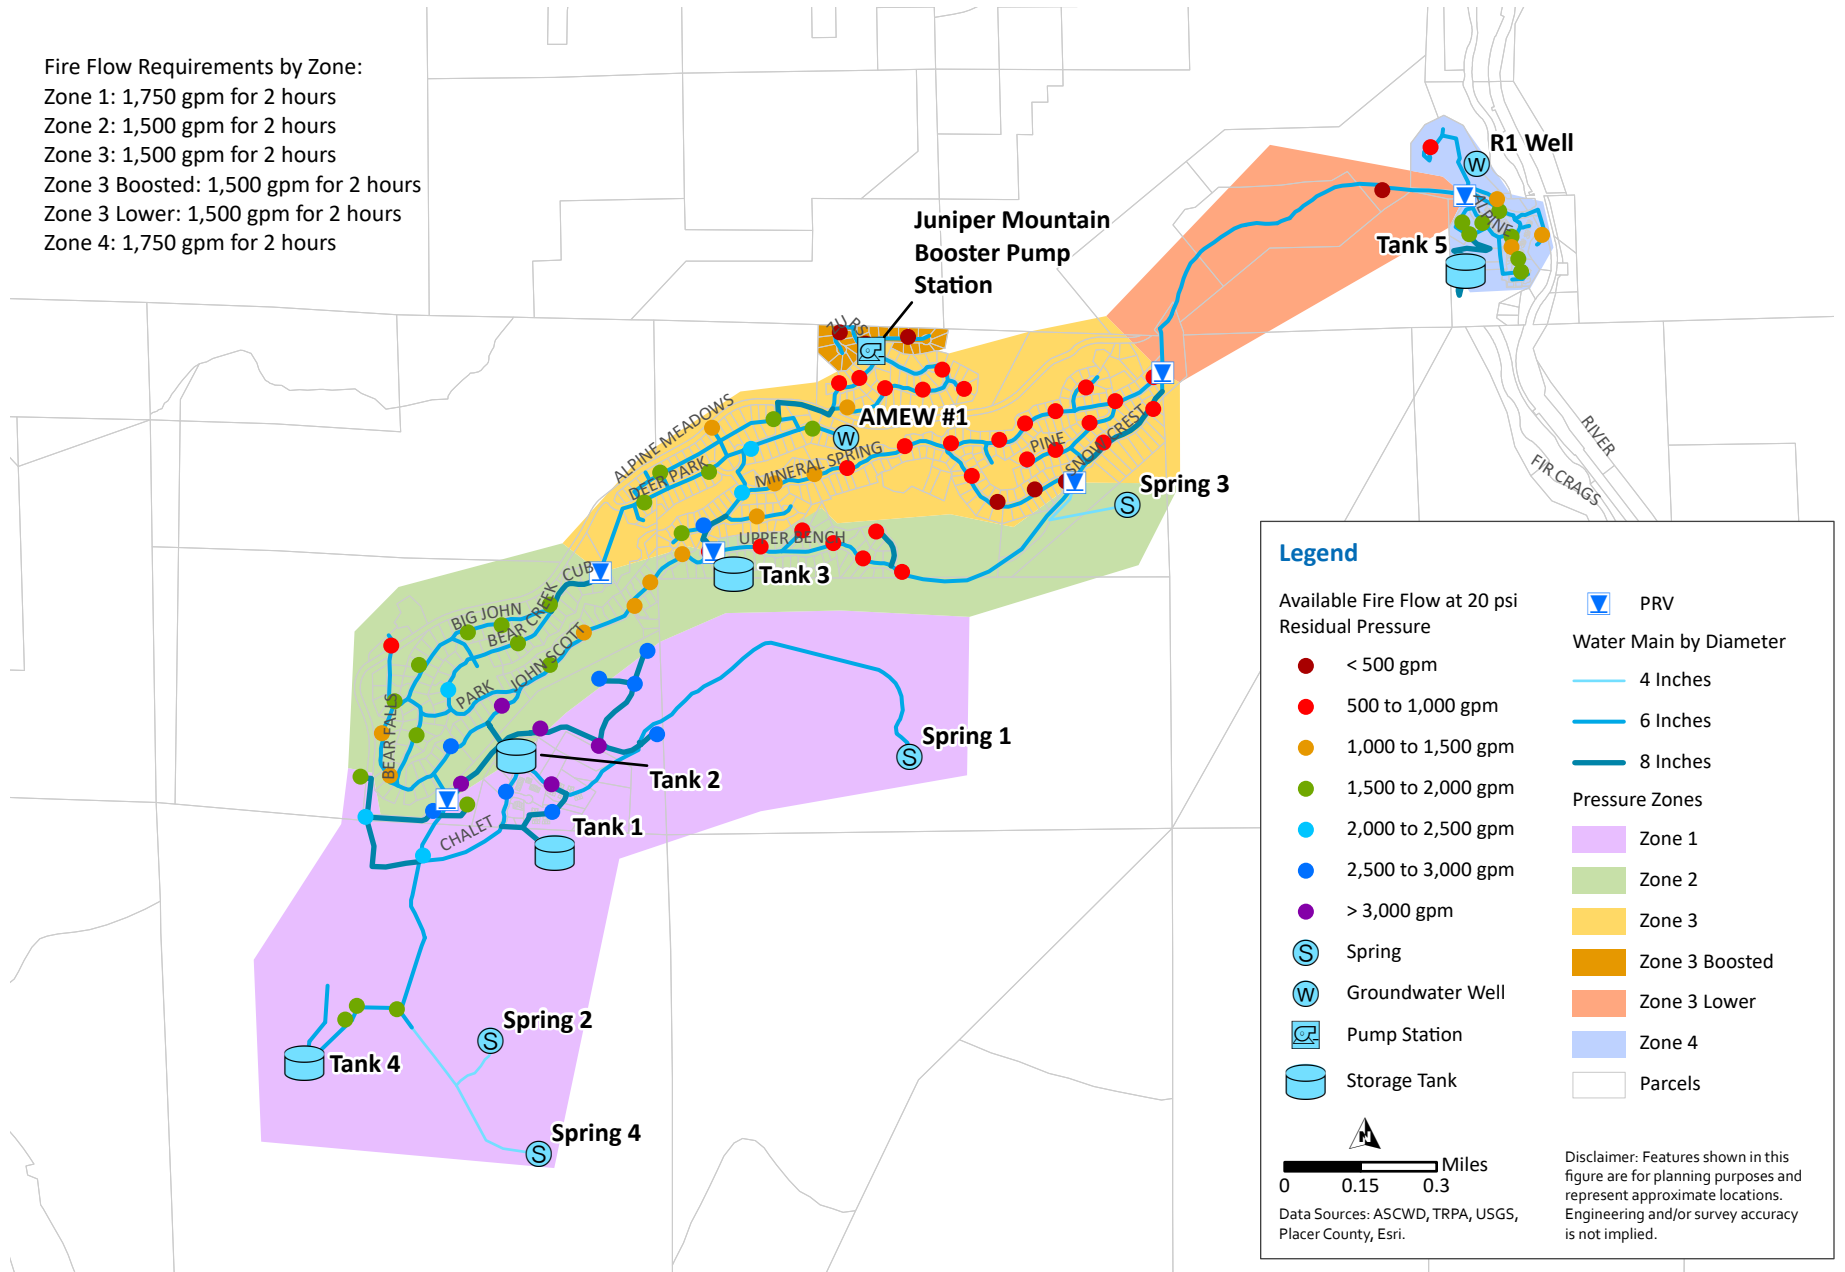 Fire Flow Requirements by Zone:
Zone 1: 1,750 gpm for 2 hours
Zone 2: 1,500 gpm for 2 hours
Zone 3: 1,500 gpm for 2 hours
Zone 3 Boosted: 1,500 gpm for 2 hours
Zone 3 Lower: 1,500 gpm for 2 hours
Zone 4: 1,750 gpm for 2 hours
R1 Well
W
ALPINE
Tank 5
Juniper Mountain
Booster Pump
Station
AMEW #1
W
ALPINE MEADOWS
DEER PARK
MINERAL SPRING
PINE
SNOW CREST
Spring 3
S
RIVER
FIR CRAGS
UPPER BENCH
Tank 3
CUB
BIG JOHN
BEAR CREEK
JOHN SCOTT
PARK
BEAR FALLS
Spring 1
S
Tank 2
CHALET
Tank 1
Spring 2
S
Tank 4
Spring 4
S
Legend
Available Fire Flow at 20 psi
Residual Pressure
< 500 gpm
500 to 1,000 gpm
1,000 to 1,500 gpm
1,500 to 2,000 gpm
2,000 to 2,500 gpm
2,500 to 3,000 gpm
> 3,000 gpm
S Spring
W Groundwater Well
Pump Station
Storage Tank
PRV
Water Main by Diameter
4 Inches
6 Inches
8 Inches
Pressure Zones
Zone 1
Zone 2
Zone 3
Zone 3 Boosted
Zone 3 Lower
Zone 4
Parcels
N
Miles
0 0.15 0.3
Data Sources: ASCWD, TRPA, USGS,
Placer County, Esri.
Disclaimer: Features shown in this
figure are for planning purposes and
represent approximate locations.
Engineering and/or survey accuracy
is not implied.